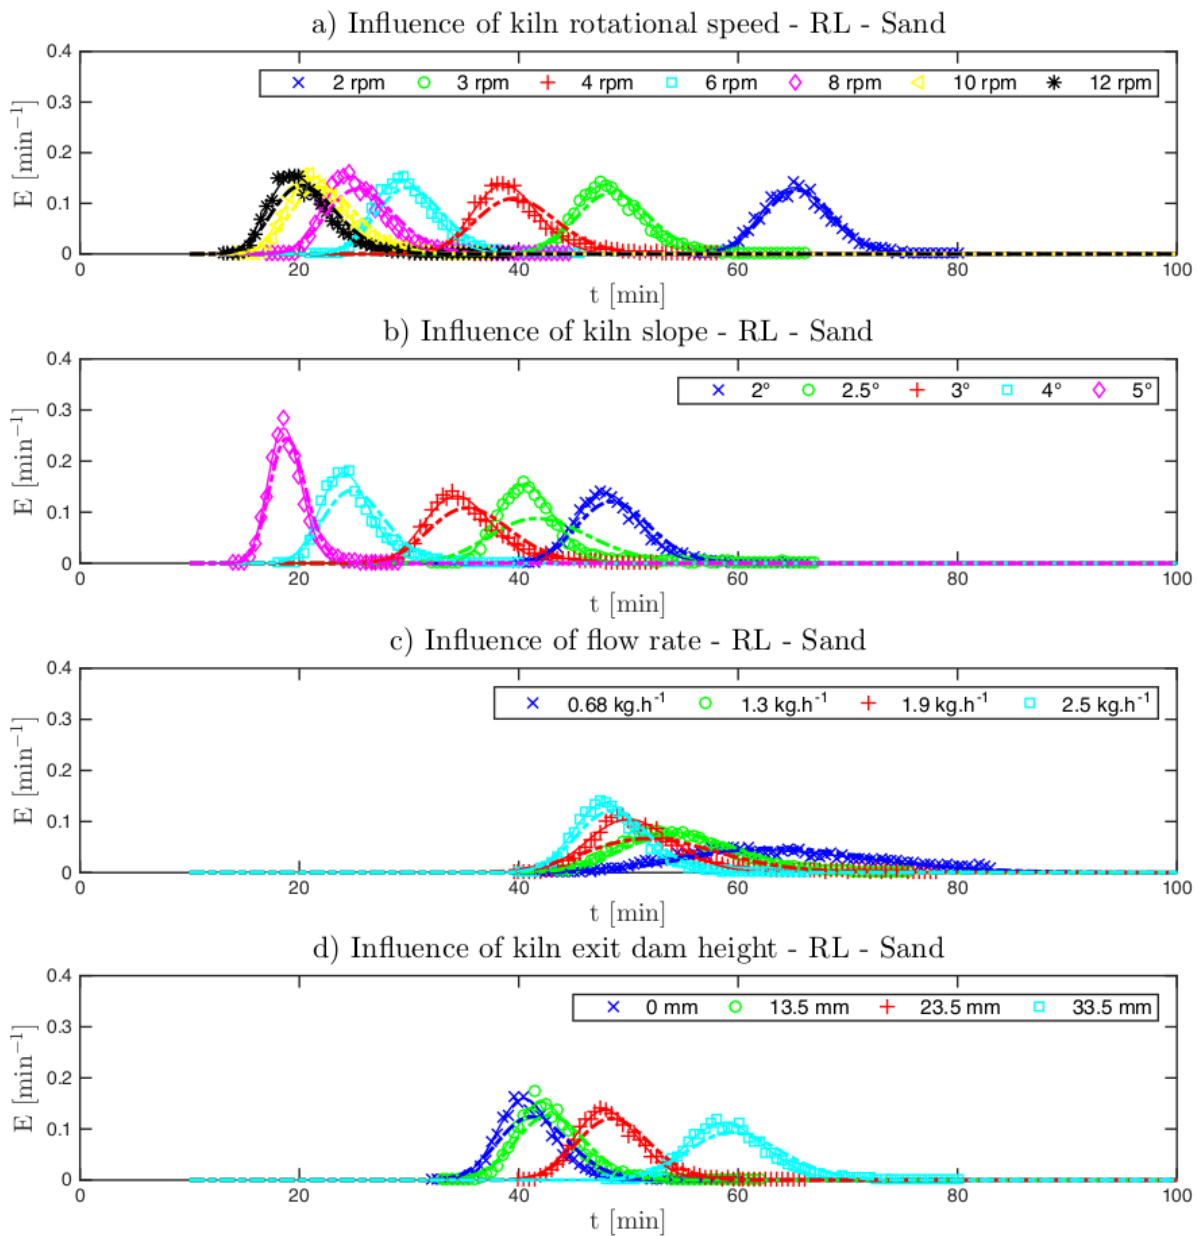 a) Influence of kiln rotational speed - RL - Sand
0.4
2 rpm 3 rpm 4 rpm 6 rpm 8 rpm 10 rpm 12 rpm
0.3
0.2
0.1
0
E [min⁻¹]
0 20 40 60 80 100
t [min]
b) Influence of kiln slope - RL - Sand
0.4
2° 2.5° 3° 4° 5°
0.3
0.2
0.1
0
E [min⁻¹]
0 20 40 60 80 100
t [min]
c) Influence of flow rate - RL - Sand
0.4
0.68 kg.h⁻¹ 1.3 kg.h⁻¹ 1.9 kg.h⁻¹ 2.5 kg.h⁻¹
0.3
0.2
0.1
0
E [min⁻¹]
0 20 40 60 80 100
t [min]
d) Influence of kiln exit dam height - RL - Sand
0.4
0 mm 13.5 mm 23.5 mm 33.5 mm
0.3
0.2
0.1
0
E [min⁻¹]
0 20 40 60 80 100
t [min]